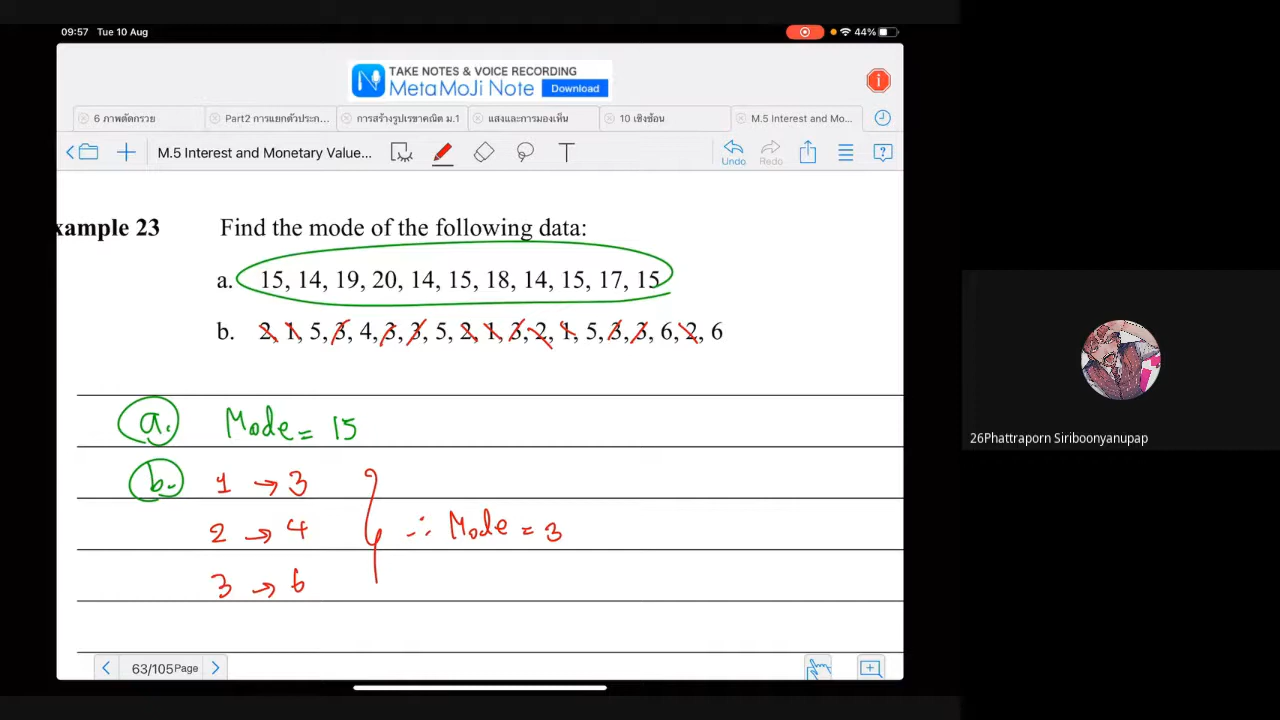 09:57 Tue 10 Aug 44%
TAKE NOTES & VOICE RECORDING
MetaMoJi Note Download
6 ภาพตัดกรวย Part2 การแยกตัวประก... การสร้างรูปเรขาคณิต ม.1 แสงและการมองเห็น 10 เชิงซ้อน M.5 Interest and Mo...
M.5 Interest and Monetary Value... T Undo Redo
xample 23 Find the mode of the following data:
a. 15, 14, 19, 20, 14, 15, 18, 14, 15, 17, 15
b. 2, 1, 5, 3, 4, 3, 3, 5, 2, 1, 3, 2, 1, 5, 3, 3, 6, 2, 6
a. Mode = 15
b. 1 → 3
2 → 4 ∴ Mode = 3
3 → 6
63/105Page
26Phattraporn Siriboonyanupap